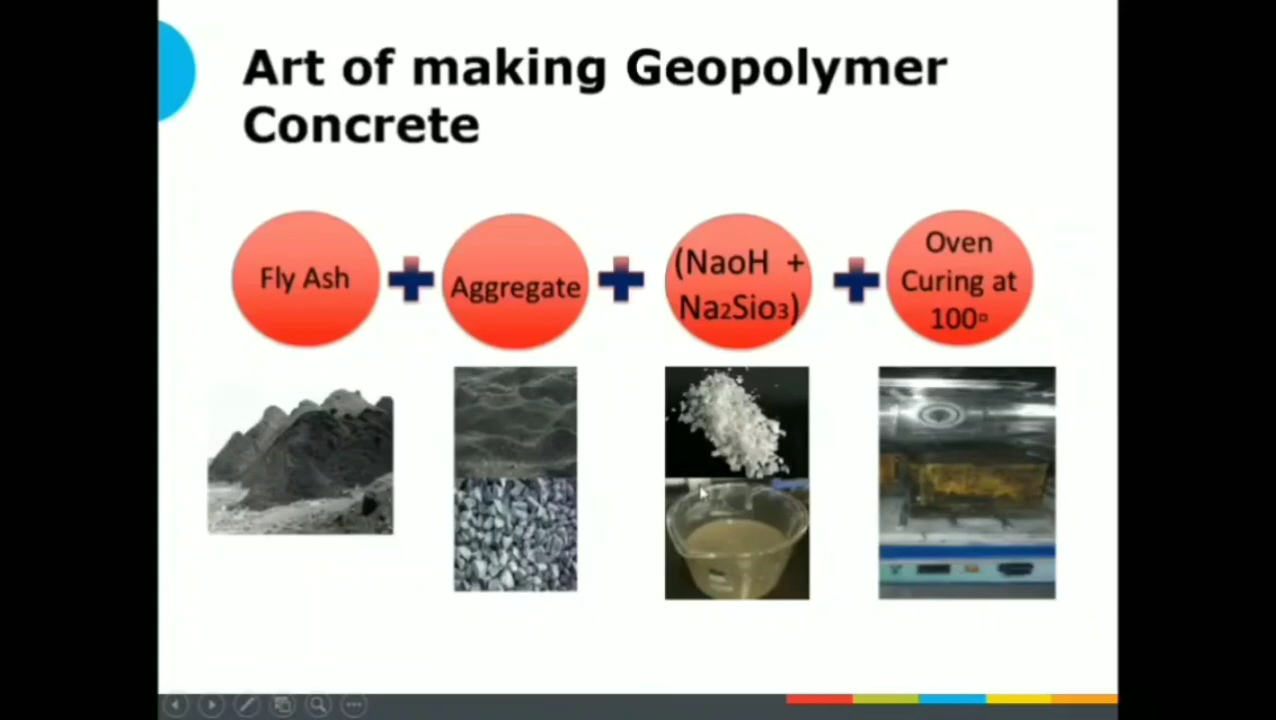 Art of making Geopolymer
Concrete
Fly Ash
Aggregate
(NaoH +
Na2Sio3)
Oven
Curing at
100▫